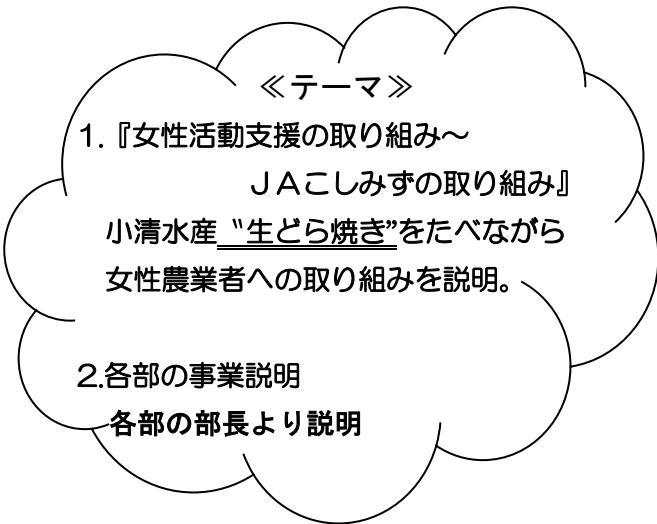 ≪テーマ≫
１.『女性活動支援の取り組み～
ＪＡこしみずの取り組み』
小清水産〝生どら焼き”をたべながら
女性農業者への取り組みを説明。
２.各部の事業説明
各部の部長より説明